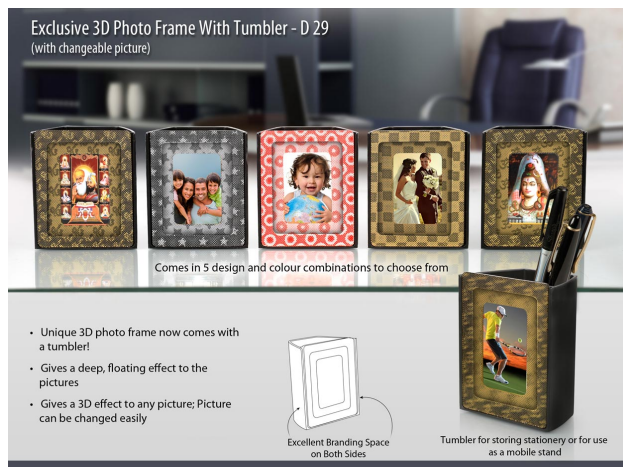 Exclusive 3D Photo Frame With Tumbler - D 29
(with changeable picture)
Comes in 5 design and colour combinations to choose from
• Unique 3D photo frame now comes with
a tumbler!
• Gives a deep, floating effect to the
pictures
• Gives a 3D effect to any picture; Picture
can be changed easily
Excellent Branding Space
on Both Sides
Tumbler for storing stationery or for use
as a mobile stand